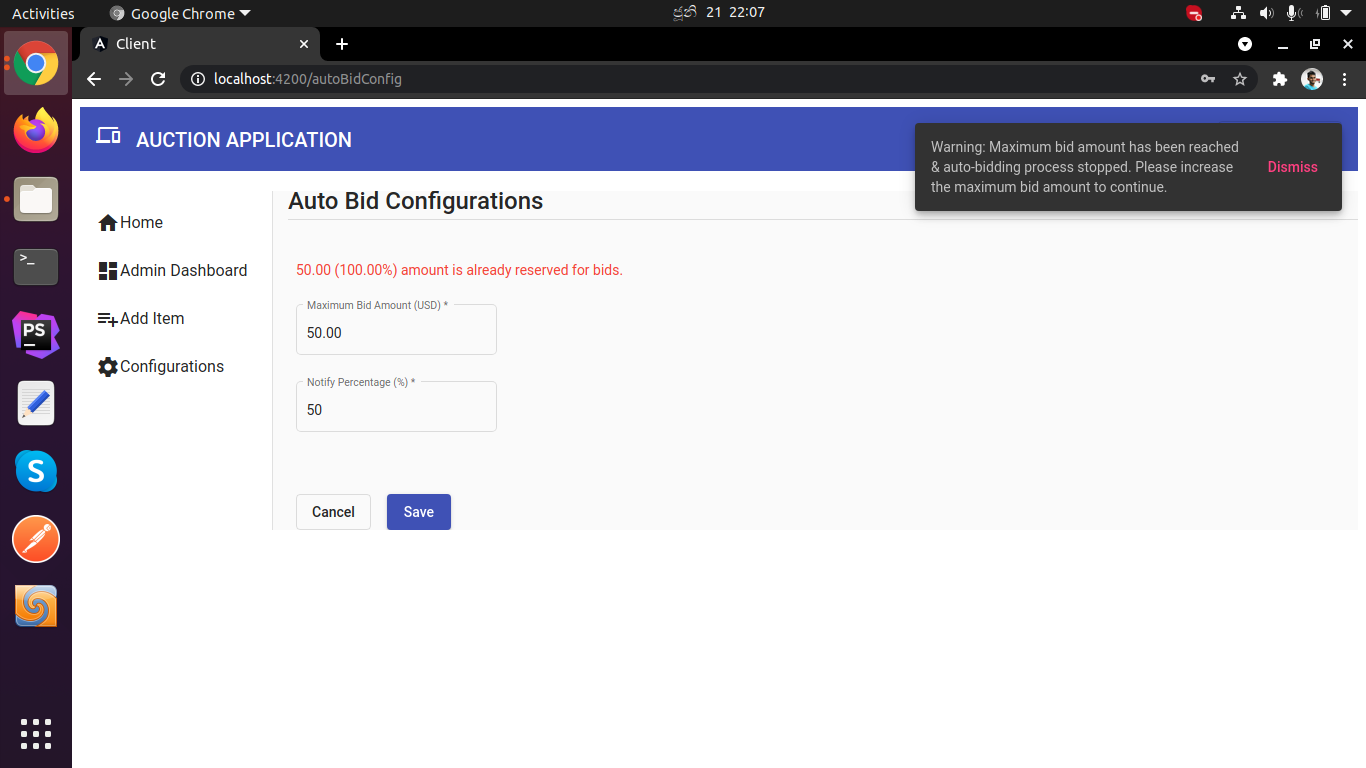 Activities
Google Chrome
ජූනි 21 22:07
Client
localhost:4200/autoBidConfig
AUCTION APPLICATION
Warning: Maximum bid amount has been reached
& auto-bidding process stopped. Please increase
the maximum bid amount to continue.
Dismiss
Home
Admin Dashboard
Add Item
Configurations
Auto Bid Configurations
50.00 (100.00%) amount is already reserved for bids.
Maximum Bid Amount (USD) *
50.00
Notify Percentage (%) *
50
Cancel
Save
>_
PS
S